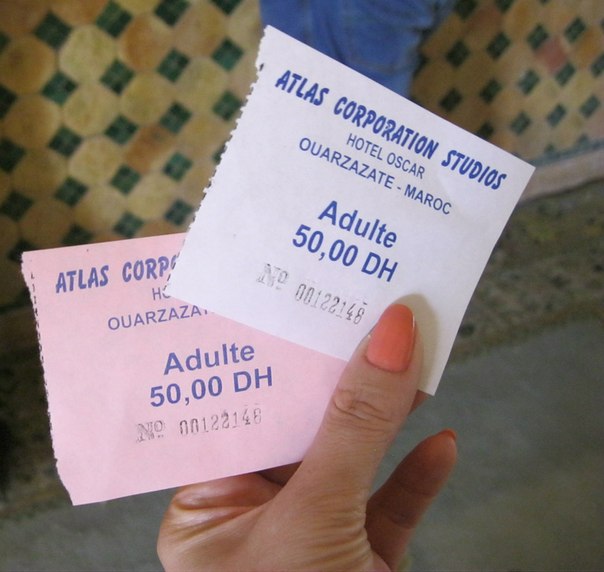 ATLAS CORPORATION STUDIOS
HOTEL OSCAR
OUARZAZATE - MAROC
Adulte
50,00 DH
Nº 00122148
ATLAS CORP
HO
OUARZAZAT
Adulte
50,00 DH
Nº 00122148